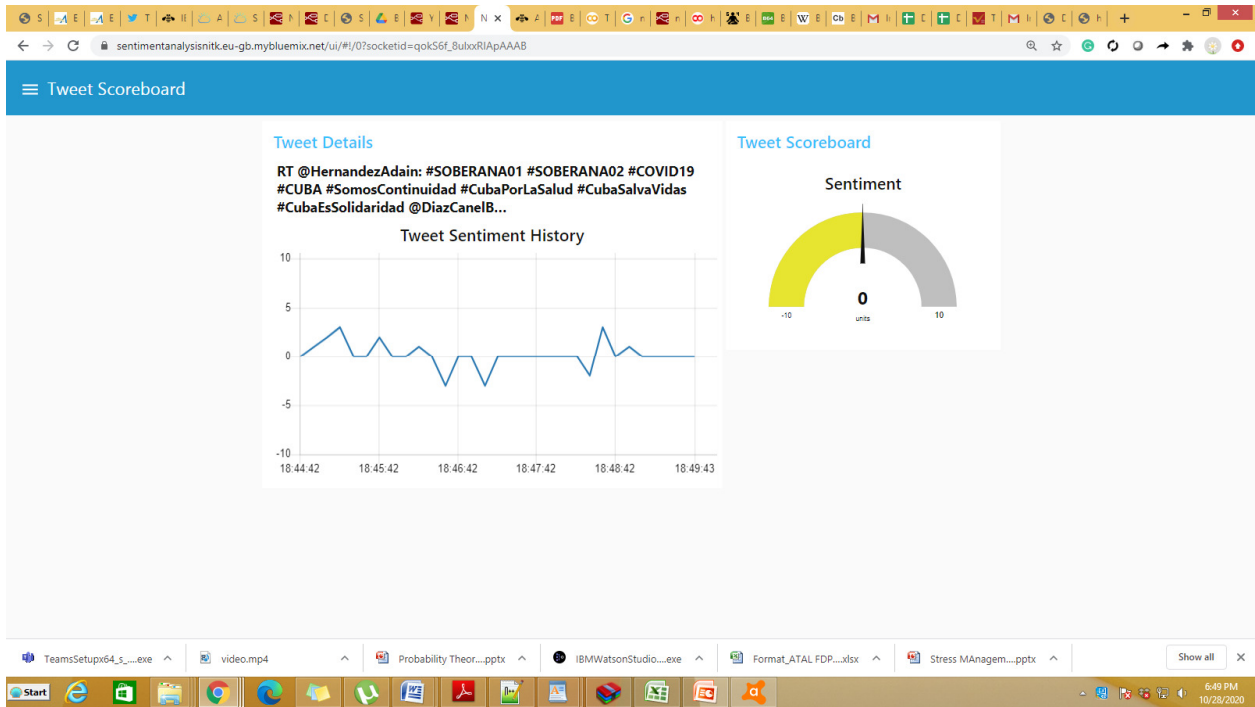 S E E T II A S N E S E Y N N × A B T n n h B B W B Cb B M I E E T M I E h +
sentimentanalysisnitk.eu-gb.mybluemix.net/ui/#!/0?socketid=qokS6f_8ulxxRIApAAAB
Tweet Scoreboard
Tweet Details
RT @HernandezAdain: #SOBERANA01 #SOBERANA02 #COVID19
#CUBA #SomosContinuidad #CubaPorLaSalud #CubaSalvaVidas
#CubaEsSolidaridad @DiazCanelB...
Tweet Sentiment History
10
5
0
-5
-10
18:44:42 18:45:42 18:46:42 18:47:42 18:48:42 18:49:43
Tweet Scoreboard
Sentiment
0
-10 units 10
TeamsSetupx64_s_....exe video.mp4 Probability Theor....pptx IBMWatsonStudio....exe Format_ATAL FDP....xlsx Stress MAnagem....pptx Show all
Start
6:49 PM
10/28/2020